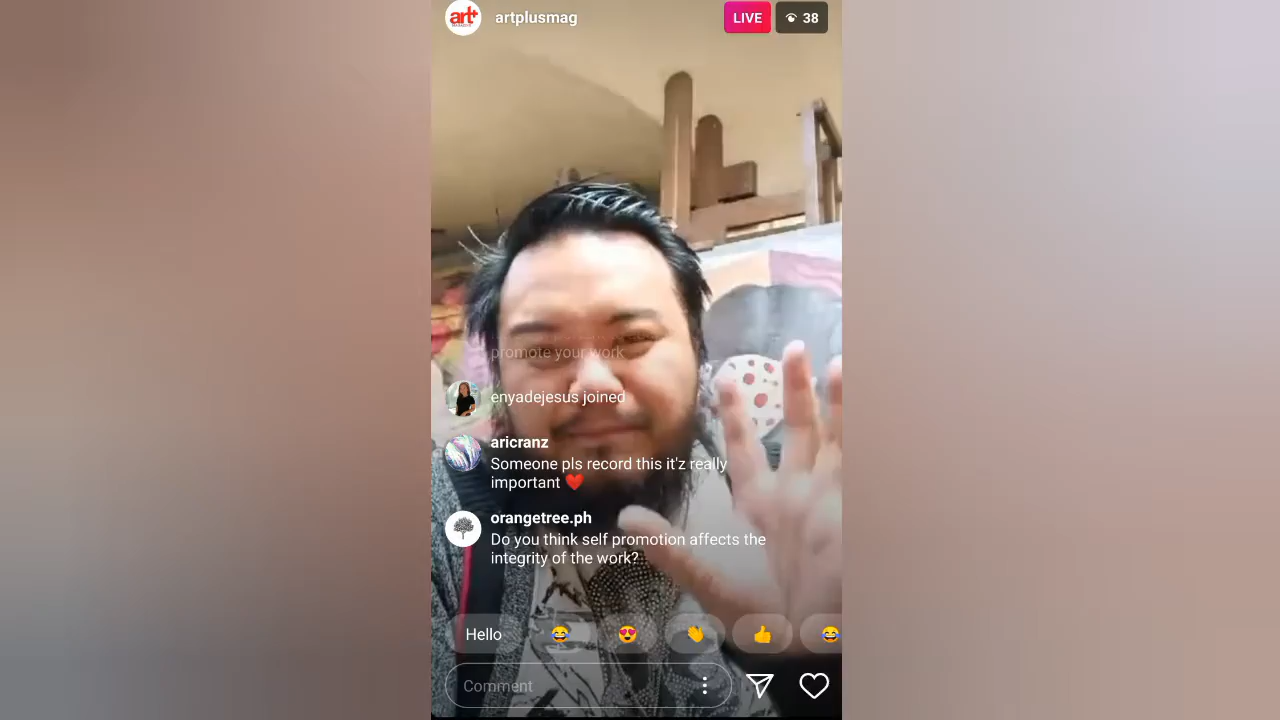 art+
artplusmag
LIVE
38
promote your work
enyadejesus joined
aricranz
Someone pls record this it'z really
important ❤️
orangetree.ph
Do you think self promotion affects the
integrity of the work?
Hello
Comment